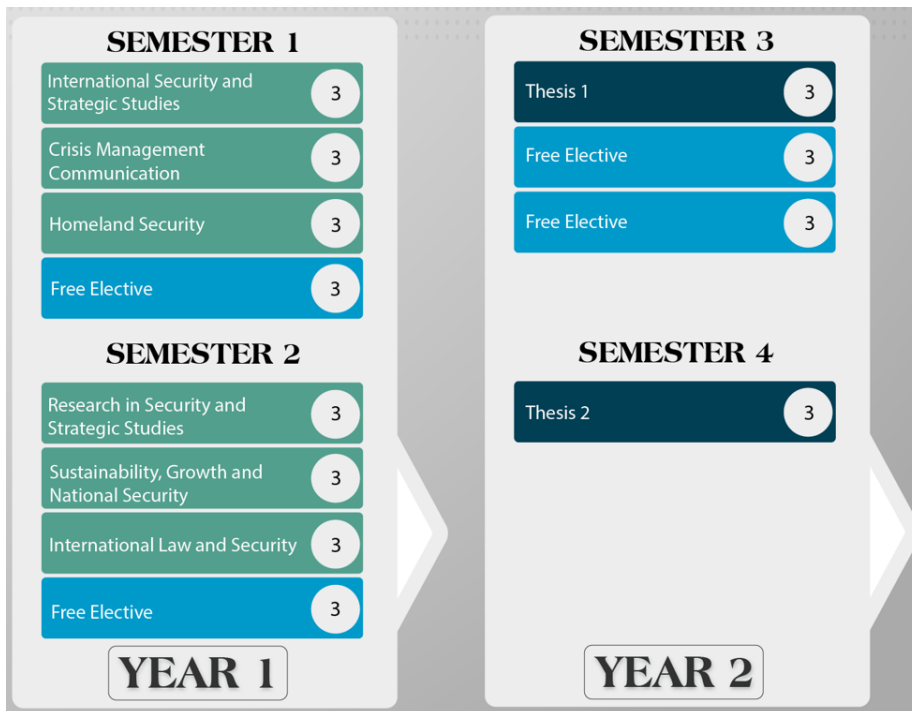 SEMESTER 1
International Security and
Strategic Studies
3
Crisis Management
Communication
3
Homeland Security
3
Free Elective
3
SEMESTER 2
Research in Security and
Strategic Studies
3
Sustainability, Growth and
National Security
3
International Law and Security
3
Free Elective
3
YEAR 1
SEMESTER 3
Thesis 1
3
Free Elective
3
Free Elective
3
SEMESTER 4
Thesis 2
3
YEAR 2